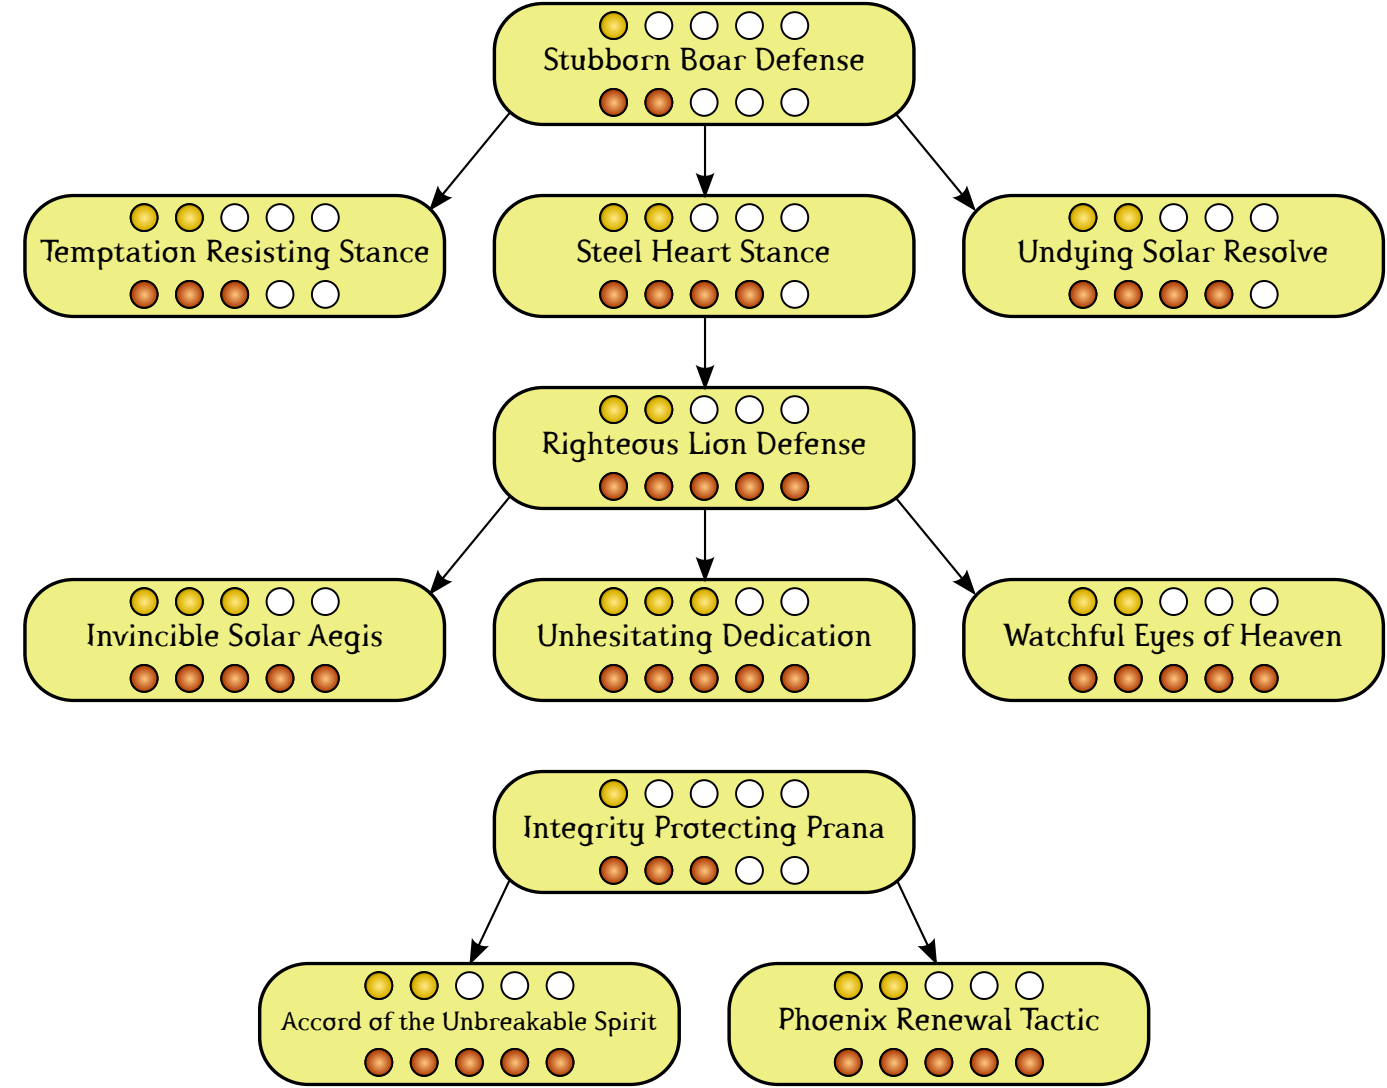 Stubborn Boar Defense
Temptation Resisting Stance
Steel Heart Stance
Undying Solar Resolve
Righteous Lion Defense
Invincible Solar Aegis
Unhesitating Dedication
Watchful Eyes of Heaven
Integrity Protecting Prana
Accord of the Unbreakable Spirit
Phoenix Renewal Tactic